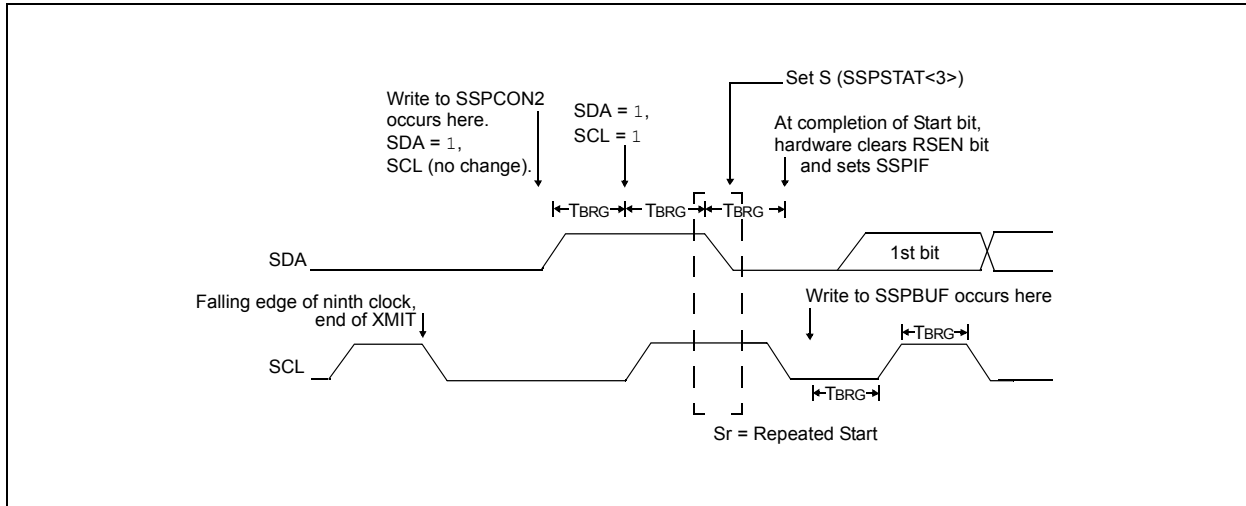 Set S (SSPSTAT<3>)
Write to SSPCON2
occurs here.
SDA = 1,
SCL (no change).
SDA = 1,
SCL = 1
At completion of Start bit,
hardware clears RSEN bit
and sets SSPIF
TBRG
TBRG
TBRG
SDA
1st bit
Falling edge of ninth clock,
end of XMIT
Write to SSPBUF occurs here
TBRG
SCL
TBRG
Sr = Repeated Start